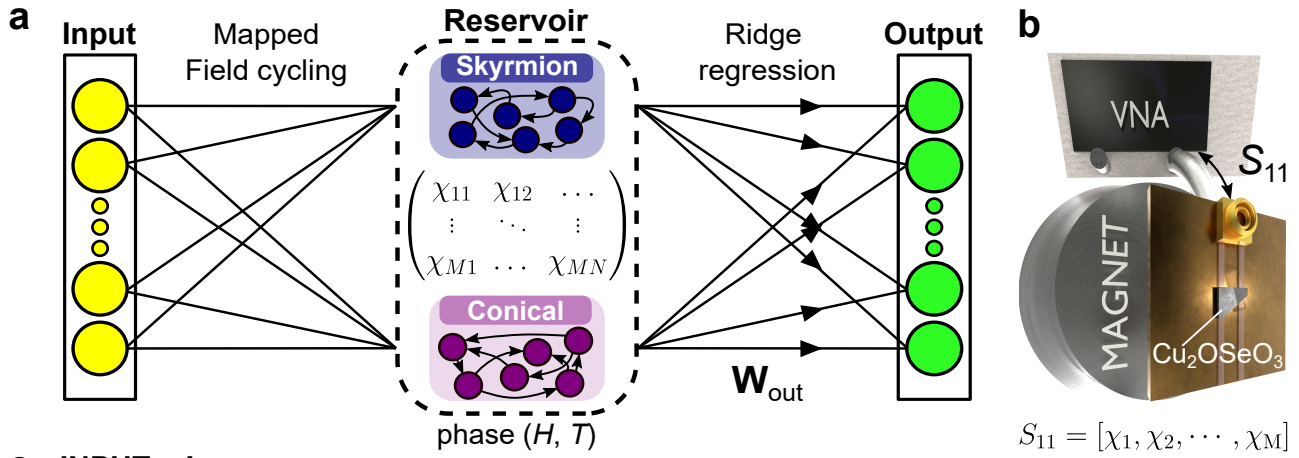 a
Input
Mapped
Field cycling
Reservoir
Skyrmion
χ11 χ12 ...
⋮ ⋱ ⋮
χM1 ... χMN
Conical
phase (H, T)
Ridge
regression
Wout
Output
b
VNA
S11
MAGNET
Cu2OSeO3
S11 = [χ1, χ2, ⋯ , χM]